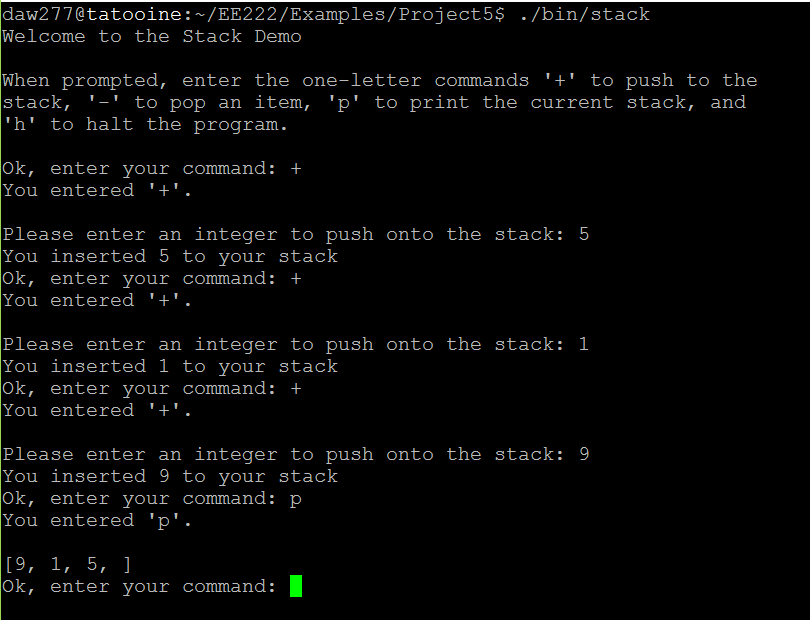 daw277@tatooine:~/EE222/Examples/Project5$ ./bin/stack
Welcome to the Stack Demo
When prompted, enter the one-letter commands '+' to push to the
stack, '-' to pop an item, 'p' to print the current stack, and
'h' to halt the program.
Ok, enter your command: +
You entered '+'.
Please enter an integer to push onto the stack: 5
You inserted 5 to your stack
Ok, enter your command: +
You entered '+'.
Please enter an integer to push onto the stack: 1
You inserted 1 to your stack
Ok, enter your command: +
You entered '+'.
Please enter an integer to push onto the stack: 9
You inserted 9 to your stack
Ok, enter your command: p
You entered 'p'.
[9, 1, 5, ]
Ok, enter your command: